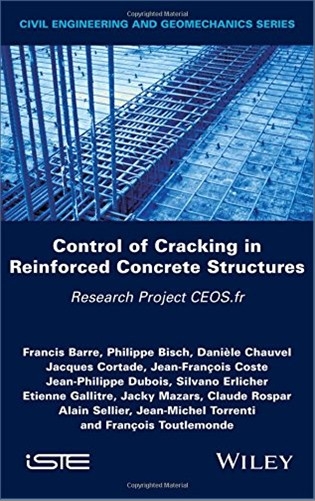 CIVIL ENGINEERING AND GEOMECHANICS SERIES
Control of Cracking in
Reinforced Concrete Structures
Research Project CEOS.fr
Francis Barre, Philippe Bisch, Danièle Chauvel
Jacques Cortade, Jean-François Coste
Jean-Philippe Dubois, Silvano Erlicher
Etienne Gallitre, Jacky Mazars, Claude Rospar
Alain Sellier, Jean-Michel Torrenti
and François Toutlemonde
iSTE
WILEY